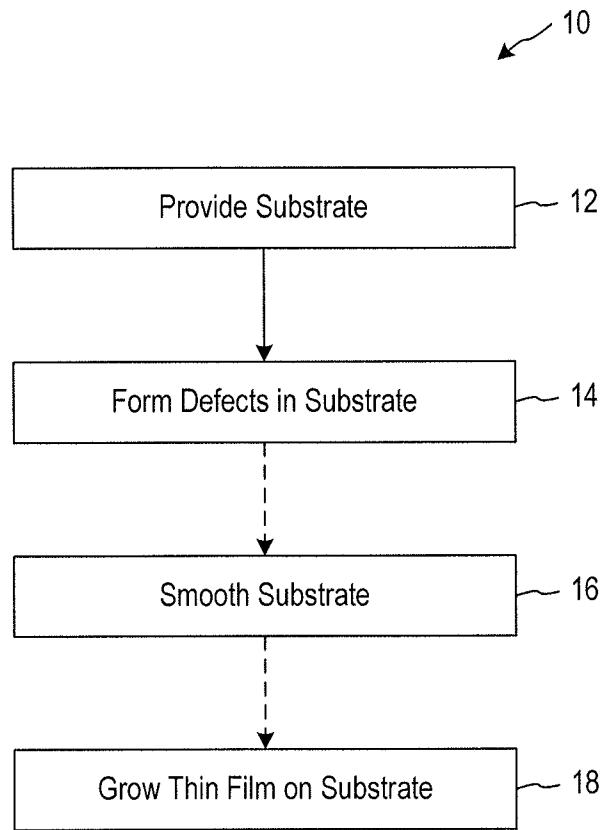 10
Provide Substrate
12
Form Defects in Substrate
14
Smooth Substrate
16
Grow Thin Film on Substrate
18